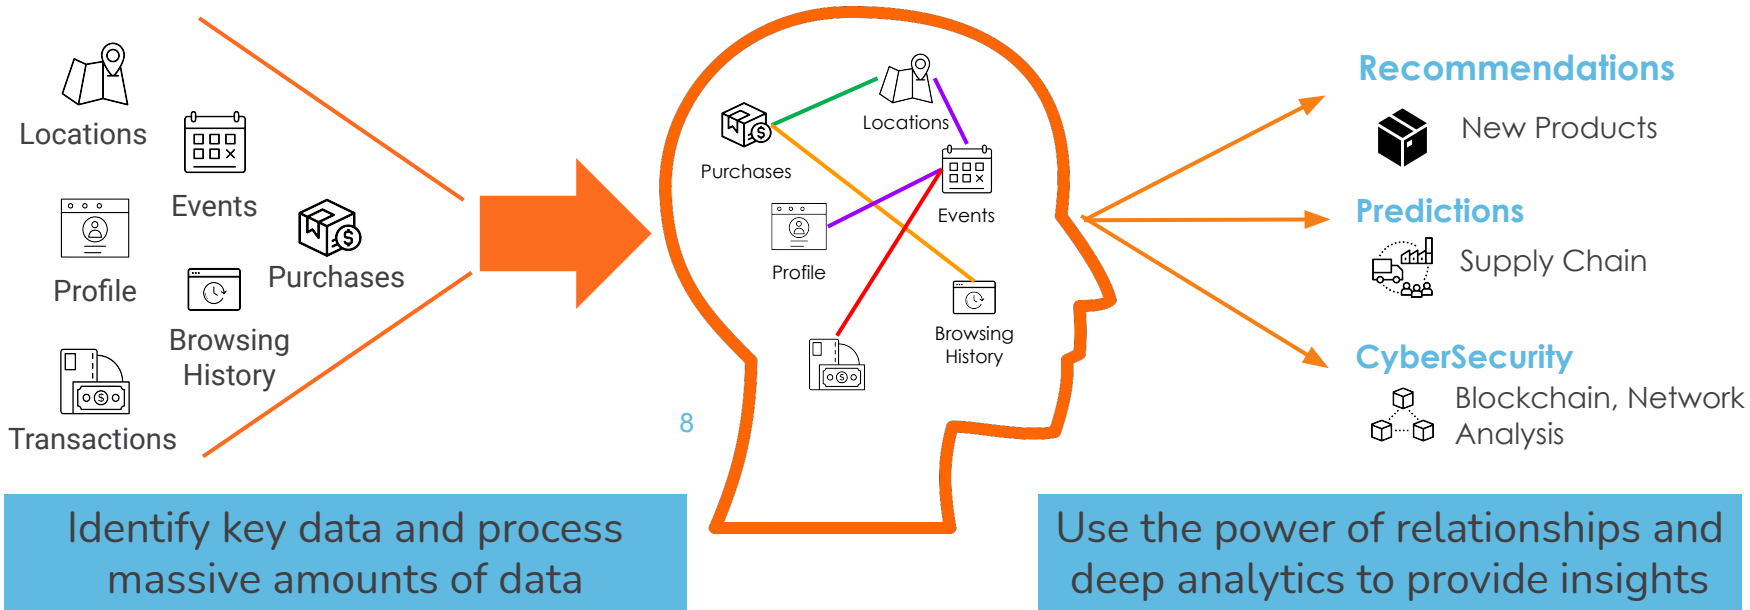 Locations
Events
Profile
Purchases
Browsing
History
Transactions
Locations
Purchases
Events
Profile
Browsing
History
8
Recommendations
New Products
Predictions
Supply Chain
CyberSecurity
Blockchain, Network
Analysis
Identify key data and process
massive amounts of data
Use the power of relationships and
deep analytics to provide insights